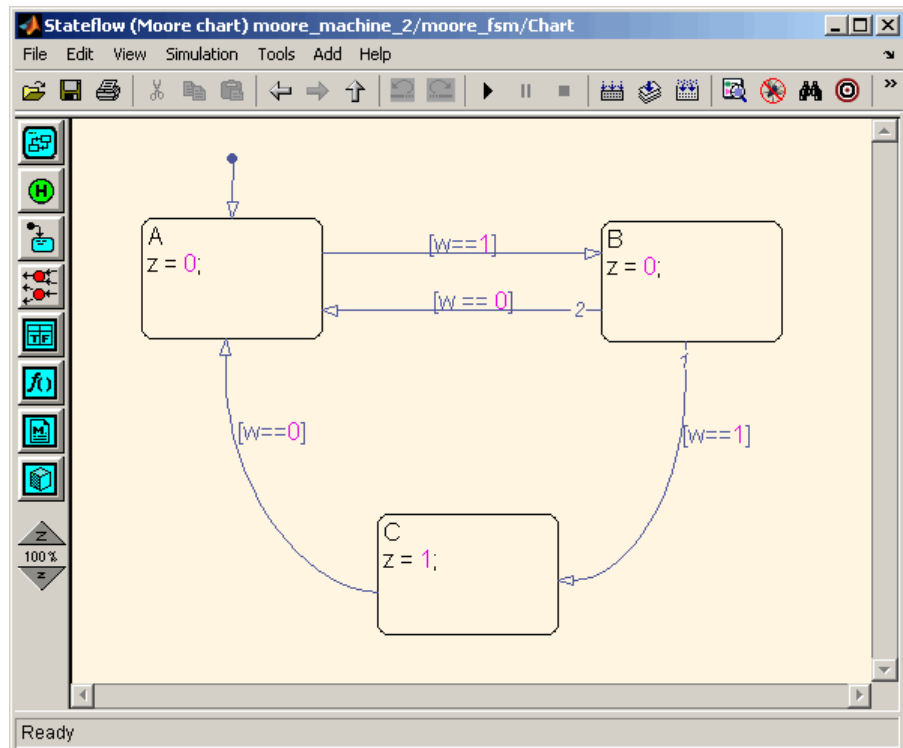 Stateflow (Moore chart) moore_machine_2/moore_fsm/Chart
File Edit View Simulation Tools Add Help
»
H
A
z = 0;
[w==1]
B
z = 0;
[w == 0]
2
1
TF
f()
M
[w==0]
[w==1]
C
z = 1;
Z
100%
z
Ready